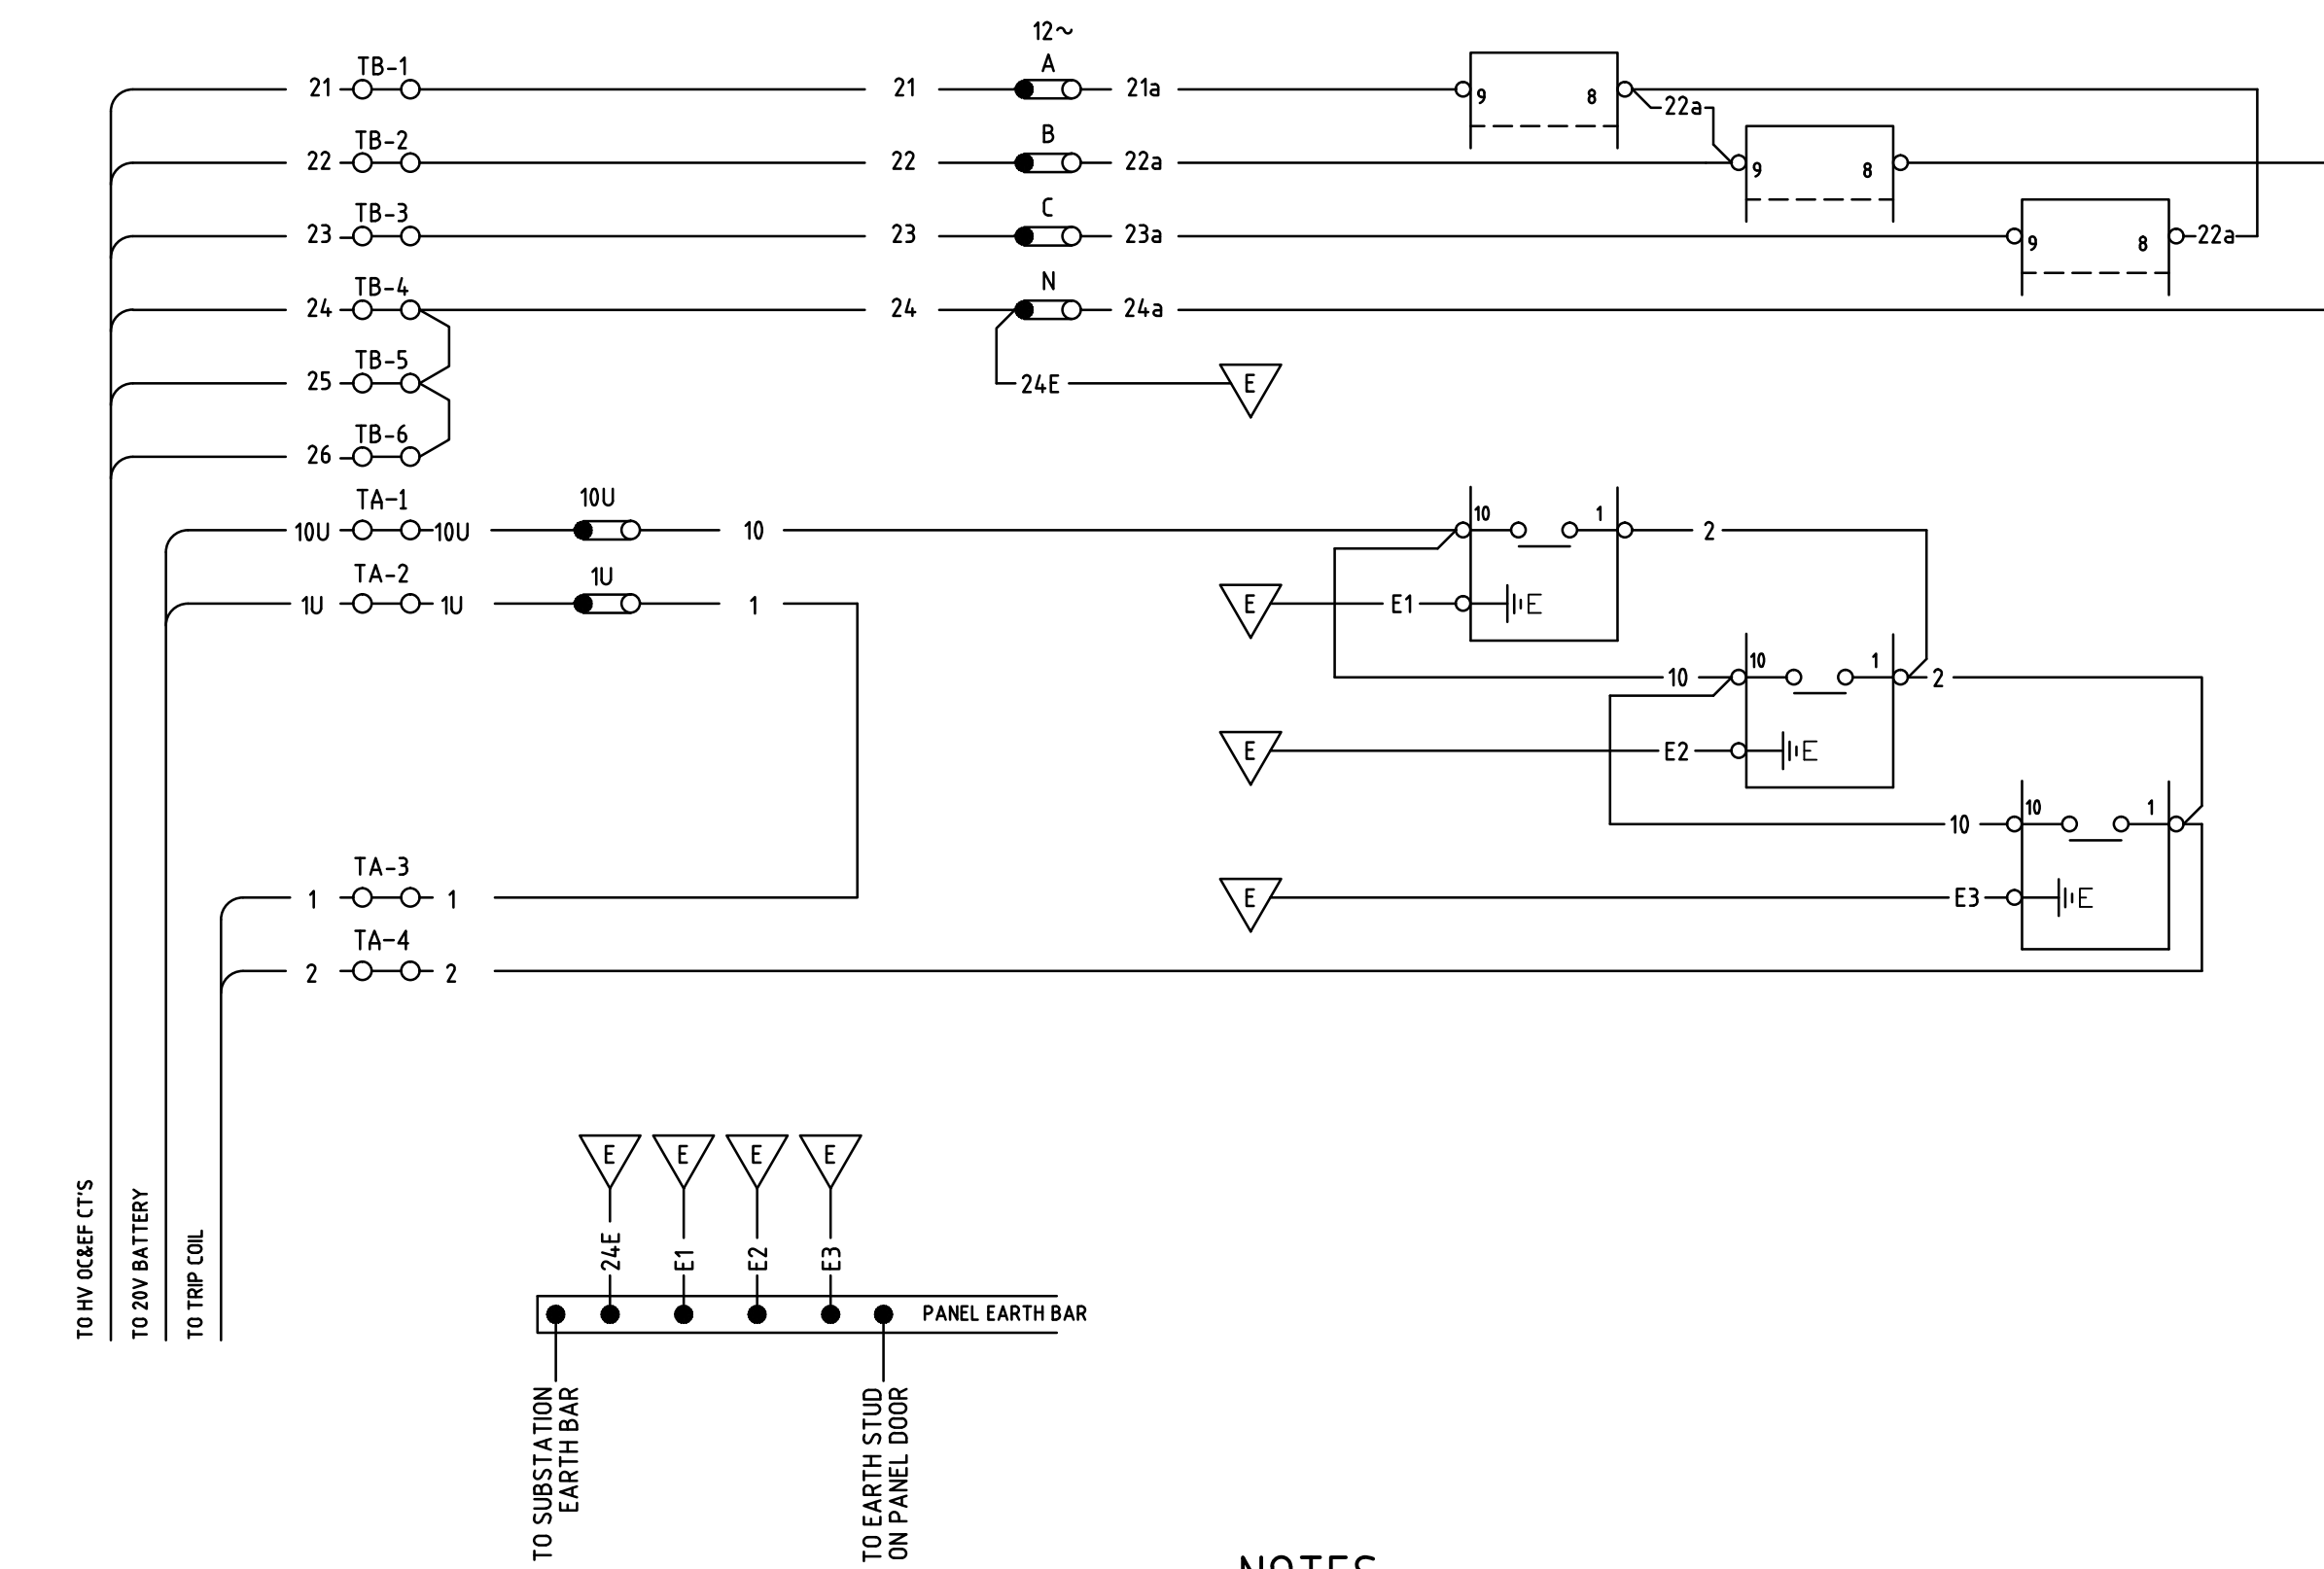 12~
TB-1 A
21 21 21a 9 8
22a
TB-2 B
22 22 22a 9 8
TB-3 C
23 23 23a 9 8 22a
TB-4 N
24 24 24a
TB-5
25 24E E
TB-6
26
TA-1 10U 10 1
10U 10U 10 2
TA-2 1U
1U 1U 1 E E1 E
10 1
10 2
E E2 E
10 1
10
TA-3
1 1 E E3 E
TA-4
2 2
E E E E
24E E1 E2 E3
PANEL EARTH BAR
TO HV OC&EF CT'S
TO 20V BATTERY
TO TRIP COIL
TO SUBSTATION
EARTH BAR
TO EARTH STUD
ON PANEL DOOR